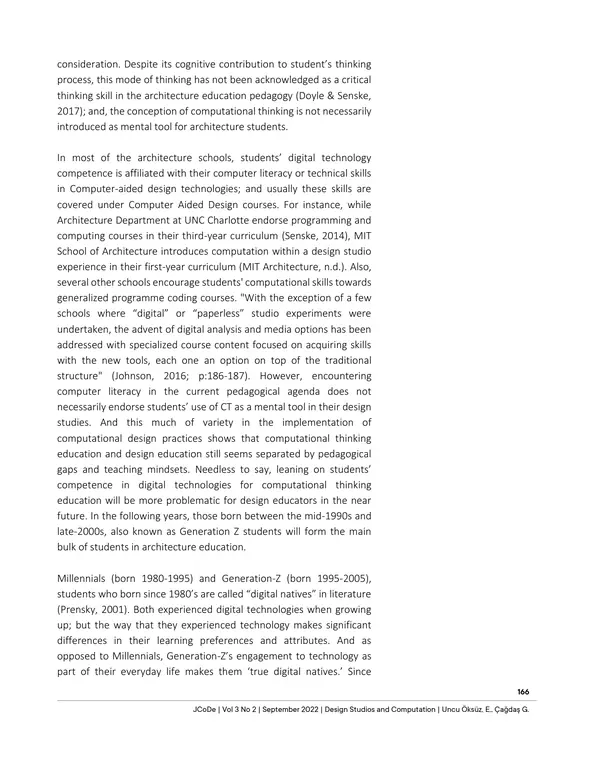 consideration. Despite its cognitive contribution to student's thinking
process, this mode of thinking has not been acknowledged as a critical
thinking skill in the architecture education pedagogy (Doyle & Senske,
2017); and, the conception of computational thinking is not necessarily
introduced as mental tool for architecture students.
In most of the architecture schools, students' digital technology
competence is affiliated with their computer literacy or technical skills
in Computer-aided design technologies; and usually these skills are
covered under Computer Aided Design courses. For instance, while
Architecture Department at UNC Charlotte endorse programming and
computing courses in their third-year curriculum (Senske, 2014), MIT
School of Architecture introduces computation within a design studio
experience in their first-year curriculum (MIT Architecture, n.d.). Also,
several other schools encourage students' computational skills towards
generalized programme coding courses. "With the exception of a few
schools where “digital” or “paperless” studio experiments were
undertaken, the advent of digital analysis and media options has been
addressed with specialized course content focused on acquiring skills
with the new tools, each one an option on top of the traditional
structure" (Johnson, 2016; p:186-187). However, encountering
computer literacy in the current pedagogical agenda does not
necessarily endorse students’ use of CT as a mental tool in their design
studies. And this much of variety in the implementation of
computational design practices shows that computational thinking
education and design education still seems separated by pedagogical
gaps and teaching mindsets. Needless to say, leaning on students’
competence in digital technologies for computational thinking
education will be more problematic for design educators in the near
future. In the following years, those born between the mid-1990s and
late-2000s, also known as Generation Z students will form the main
bulk of students in architecture education.
Millennials (born 1980-1995) and Generation-Z (born 1995-2005),
students who born since 1980’s are called “digital natives” in literature
(Prensky, 2001). Both experienced digital technologies when growing
up; but the way that they experienced technology makes significant
differences in their learning preferences and attributes. And as
opposed to Millennials, Generation-Z’s engagement to technology as
part of their everyday life makes them ‘true digital natives.’ Since
166
JCoDe | Vol 3 No 2 | September 2022 | Design Studios and Computation | Uncu Öksüz, E., Çağdaş G.